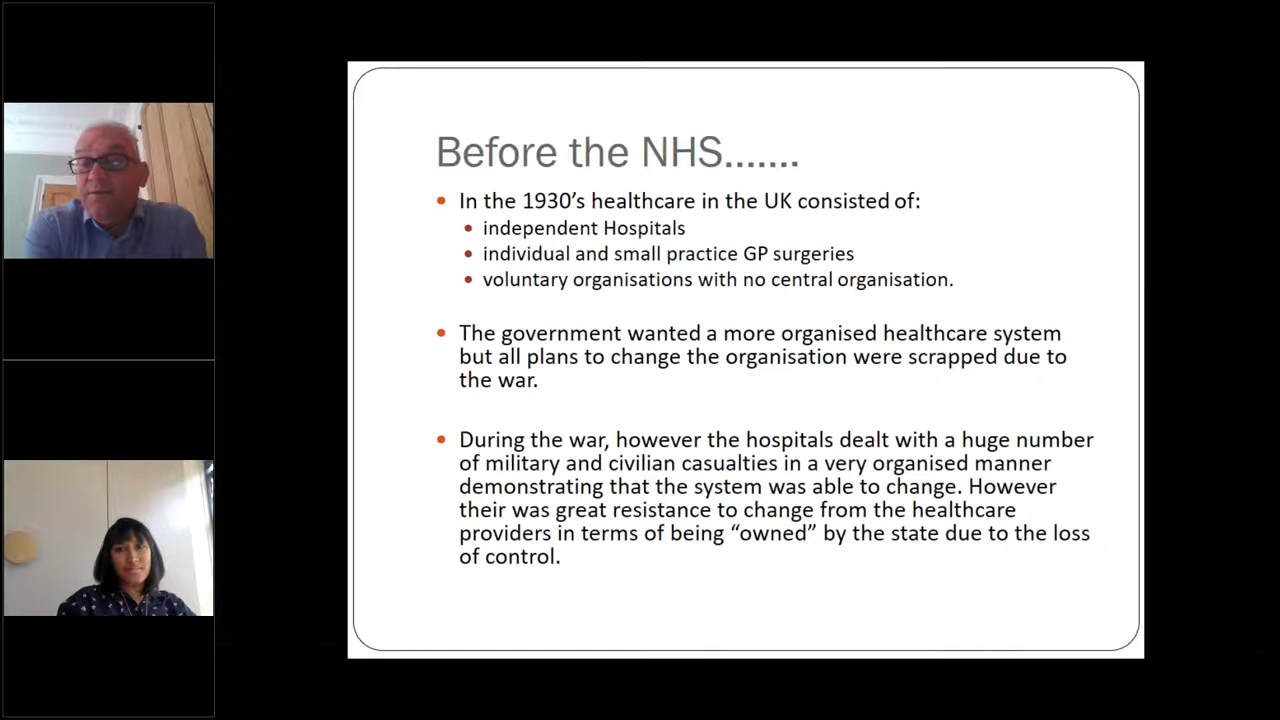 Before the NHS.......
In the 1930's healthcare in the UK consisted of:
independent Hospitals
individual and small practice GP surgeries
voluntary organisations with no central organisation.
The government wanted a more organised healthcare system
but all plans to change the organisation were scrapped due to
the war.
During the war, however the hospitals dealt with a huge number
of military and civilian casualties in a very organised manner
demonstrating that the system was able to change. However
their was great resistance to change from the healthcare
providers in terms of being “owned” by the state due to the loss
of control.